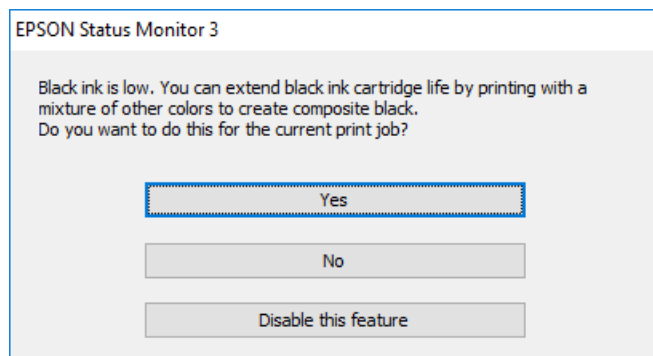 EPSON Status Monitor 3
Black ink is low. You can extend black ink cartridge life by printing with a
mixture of other colors to create composite black.
Do you want to do this for the current print job?
Yes
No
Disable this feature